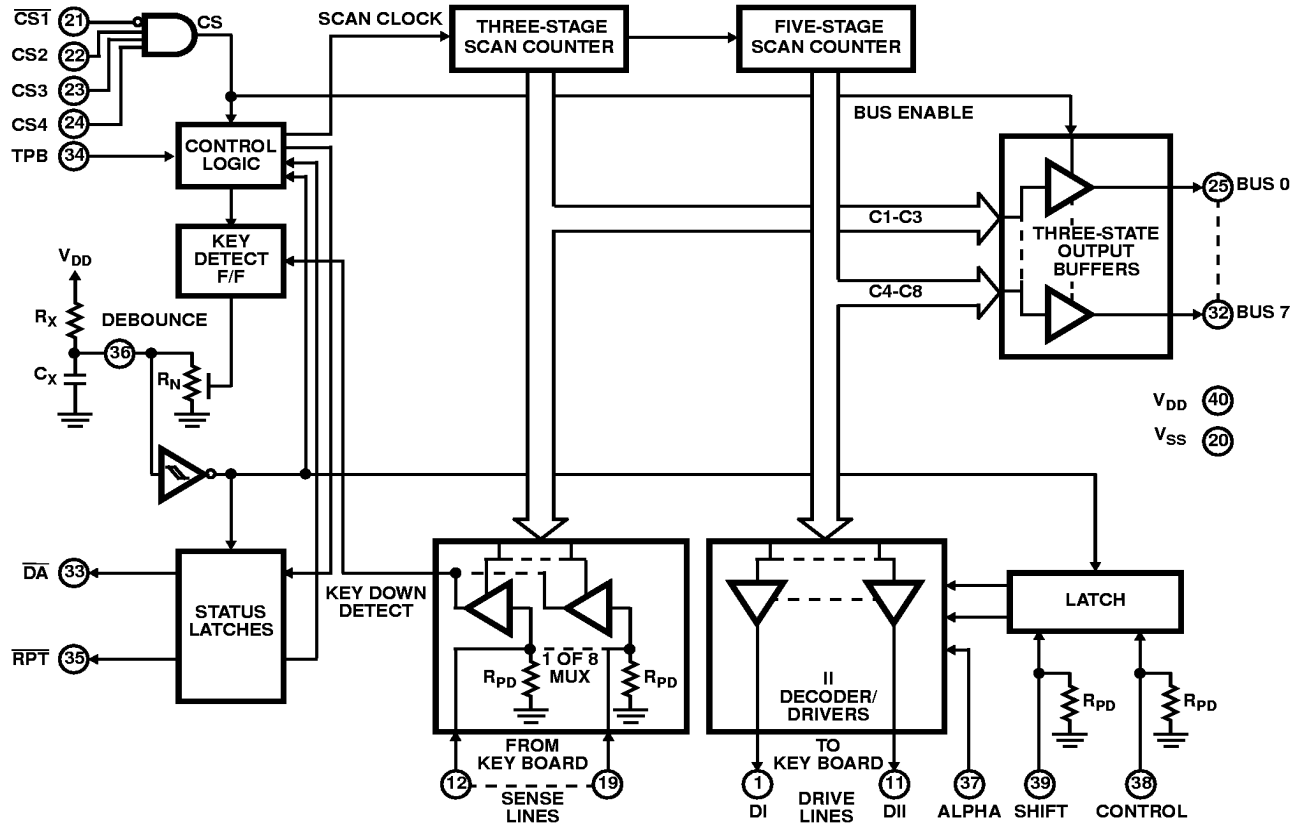 CS1
21
CS
CS2
22
CS3
23
CS4
24
TPB
34
SCAN CLOCK
THREE-STAGE
SCAN COUNTER
FIVE-STAGE
SCAN COUNTER
BUS ENABLE
CONTROL
LOGIC
KEY
DETECT
F/F
C1-C3
C4-C8
THREE-STATE
OUTPUT
BUFFERS
25
BUS 0
32
BUS 7
VDD
RX
DEBOUNCE
36
CX
RN
VDD
40
VSS
20
DA
33
RPT
35
STATUS
LATCHES
KEY DOWN
DETECT
1 OF 8
MUX
RPD
RPD
FROM
KEY BOARD
12
19
SENSE
LINES
II
DECODER/
DRIVERS
TO
KEY BOARD
1
DI
DRIVE
LINES
11
DII
LATCH
RPD
RPD
37
ALPHA
39
SHIFT
38
CONTROL